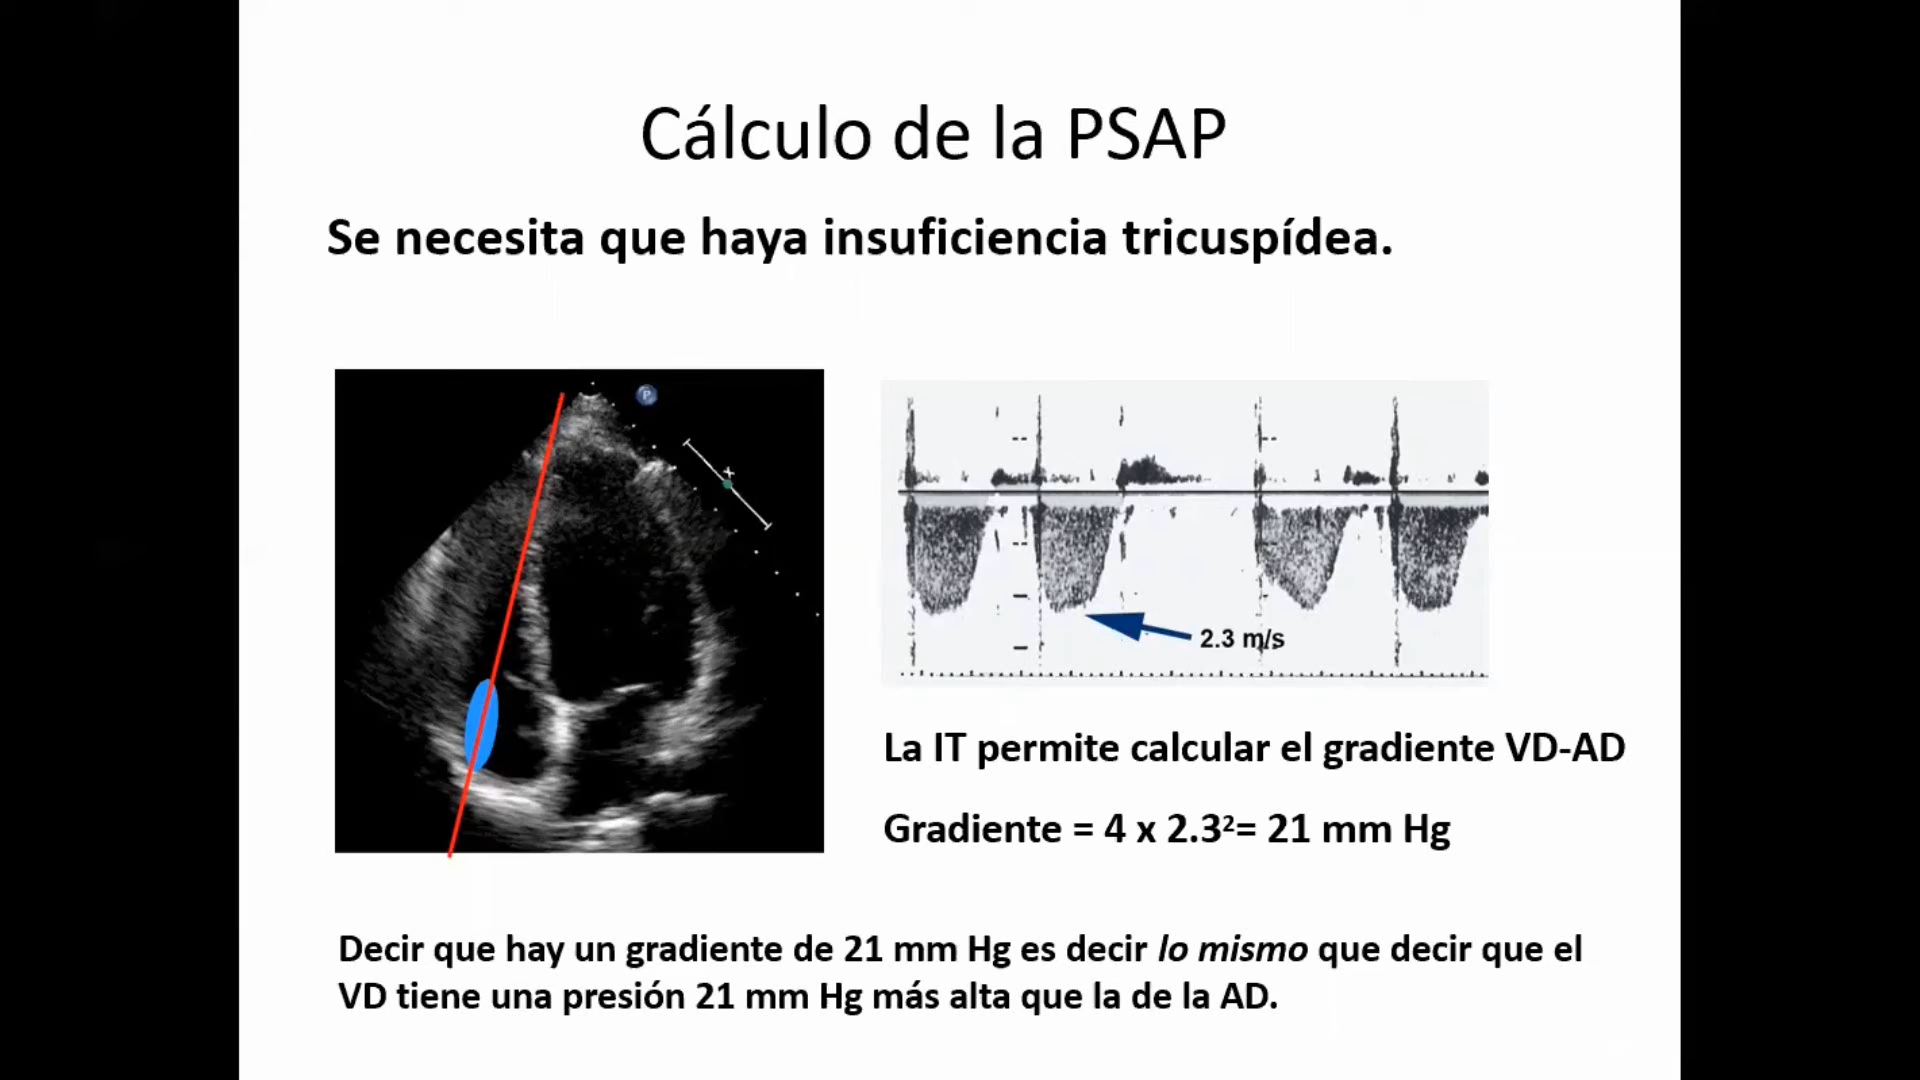 Cálculo de la PSAP
Se necesita que haya insuficiencia tricuspídea.
P
x
2.3 m/s
La IT permite calcular el gradiente VD-AD
Gradiente = 4 x 2.3²= 21 mm Hg
Decir que hay un gradiente de 21 mm Hg es decir lo mismo que decir que el
VD tiene una presión 21 mm Hg más alta que la de la AD.